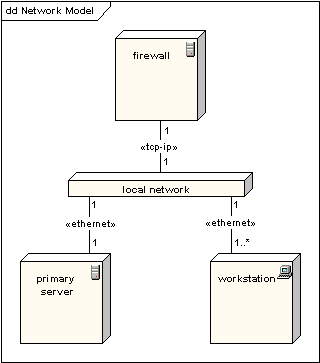 dd Network Model
firewall
1
«tcp-ip»
1
local network
1
1
«ethernet»
«ethernet»
1
1..*
primary
server
workstation